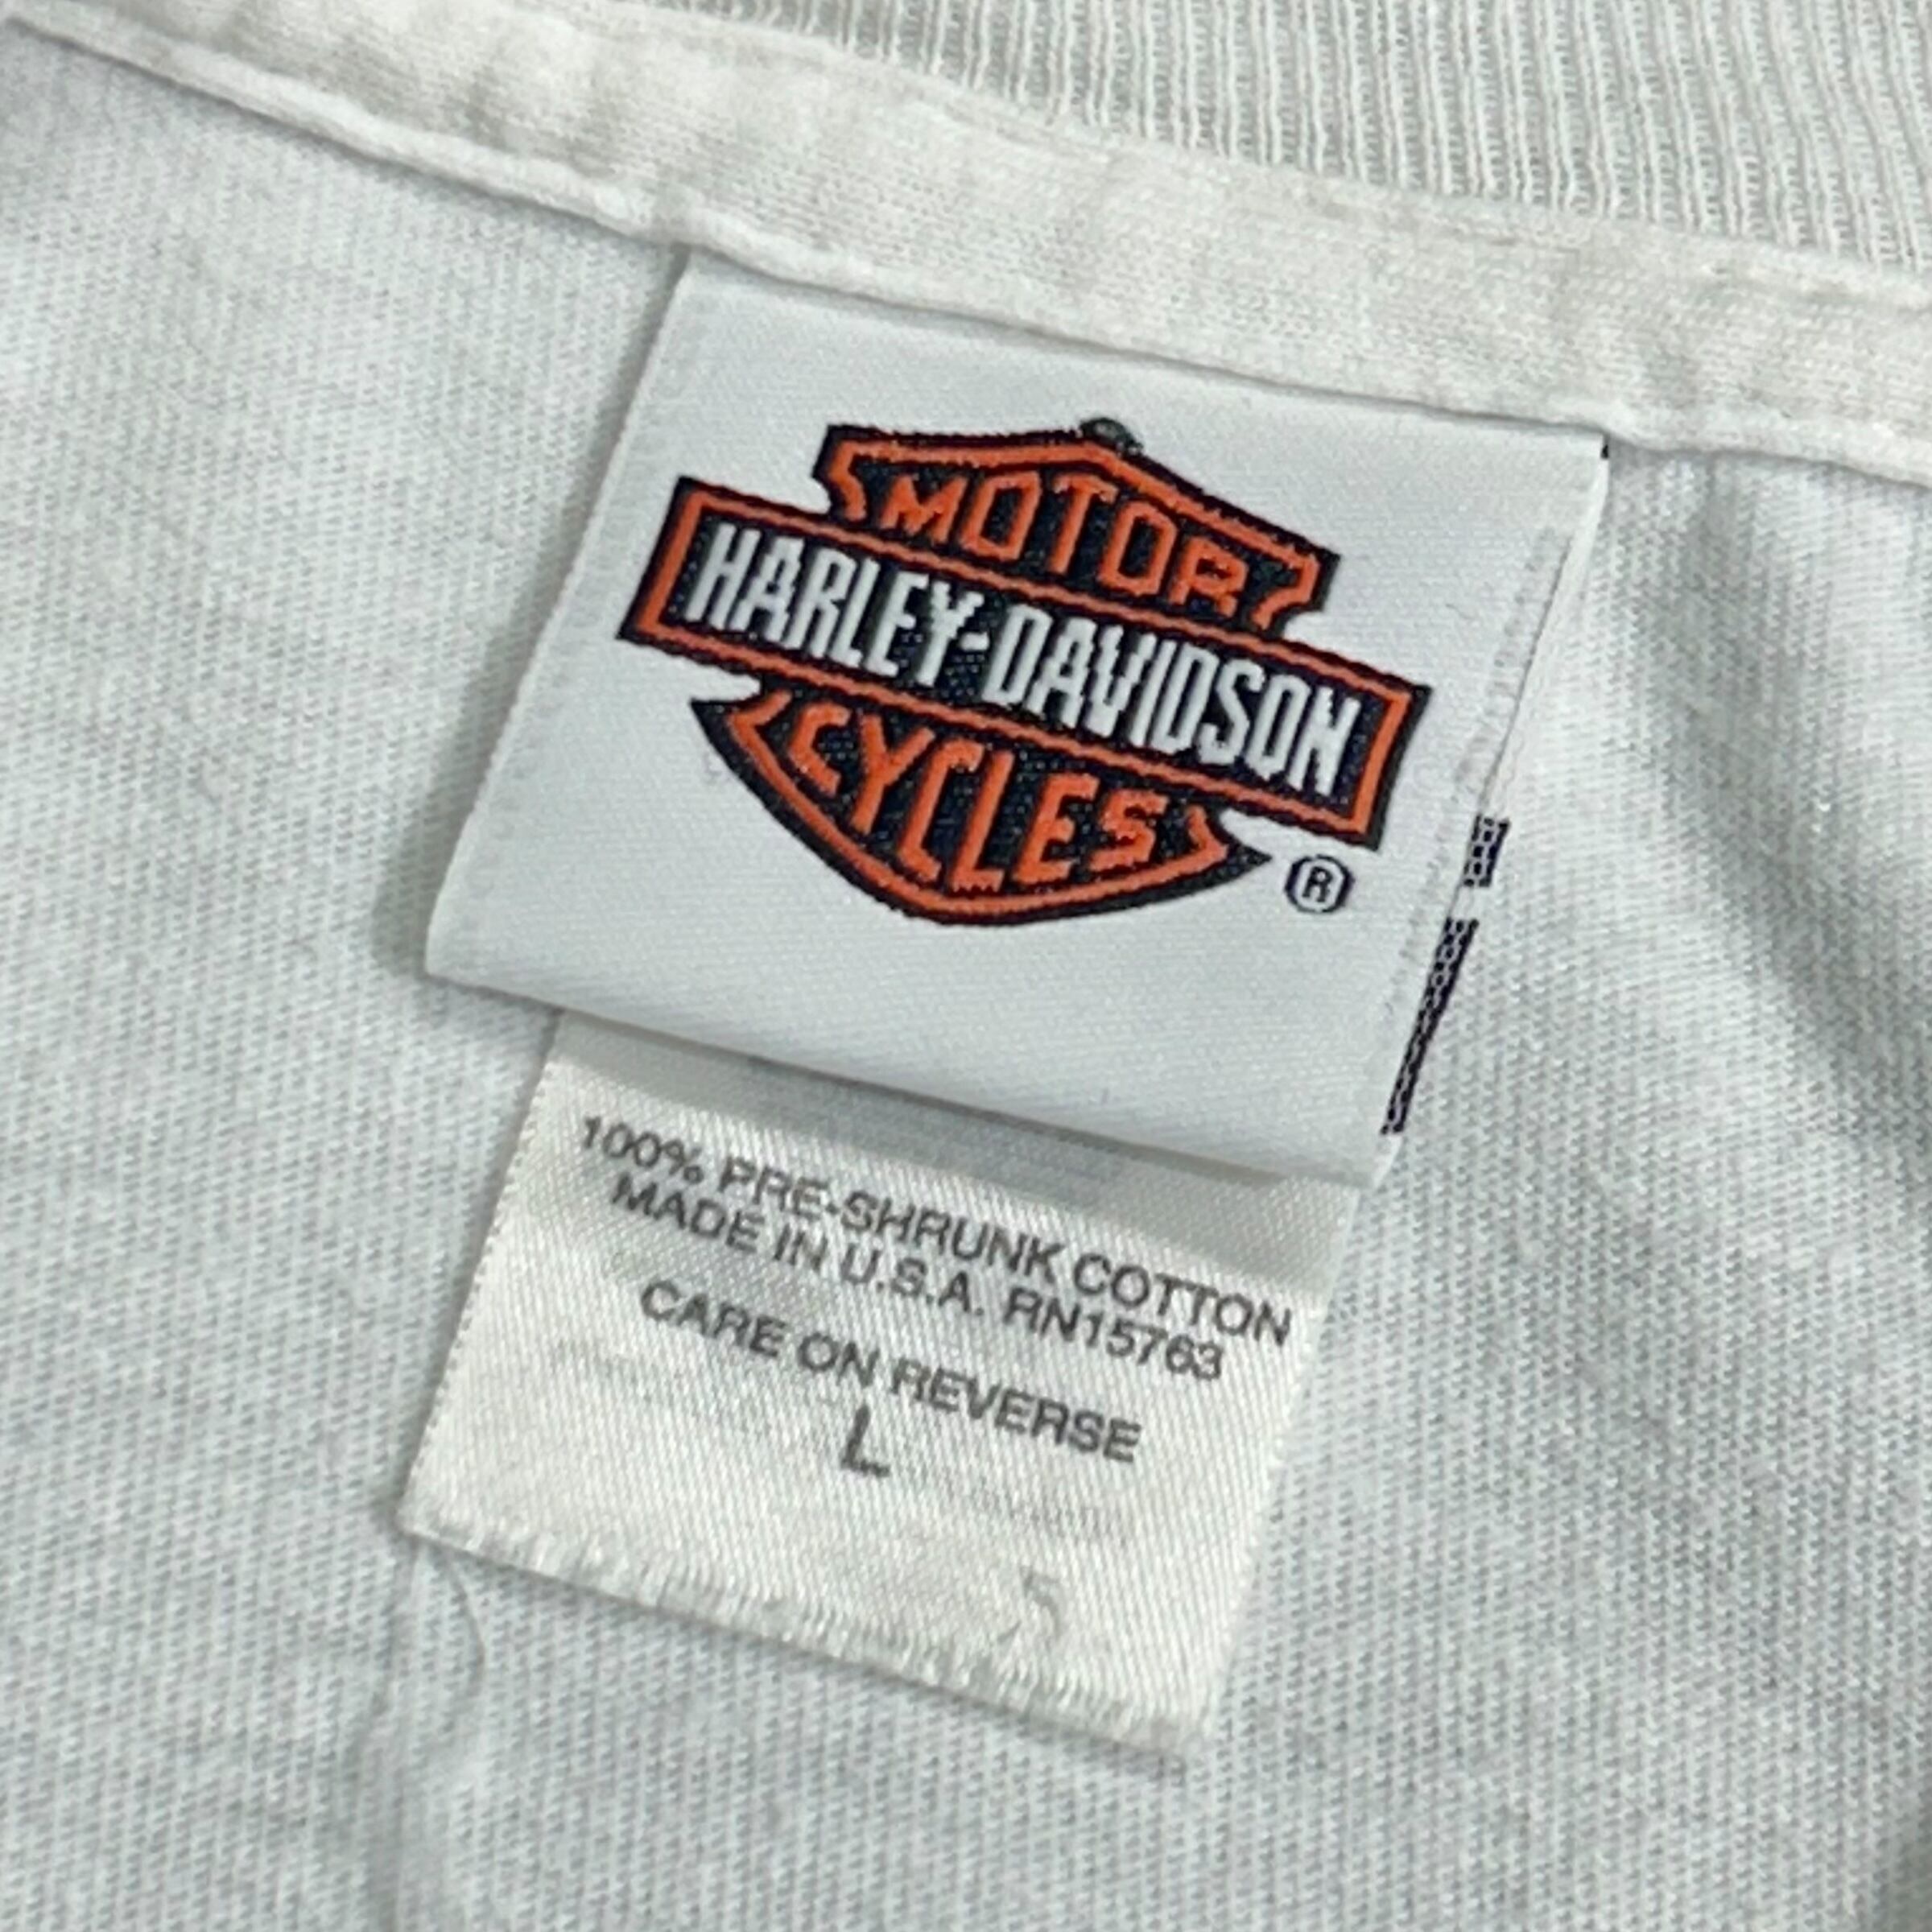 MOTOR
HARLEY-DAVIDSON
CYCLES
®
100% PRE-SHRUNK COTTON
MADE IN U.S.A. RN15763
CARE ON REVERSE
L